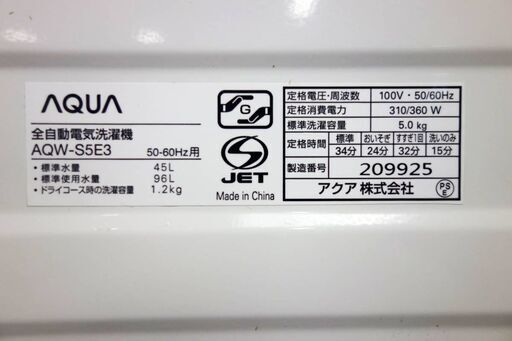 AQUA
全自動電気洗濯機
AQW-S5E3 50-60Hz用
・標準水量 45L
・標準使用水量 96L
・ドライコース時の洗濯容量 1.2kg
G
S
JET
Made in China
定格電圧・周波数 100V・50/60Hz
定格消費電力 310/360 W
標準洗濯容量 5.0 kg
定格時間 標準 おいそぎ すすぎ1回 洗いのみ
34分 24分 32分 15分
製造番号 209925
アクア 株式会社 PS E